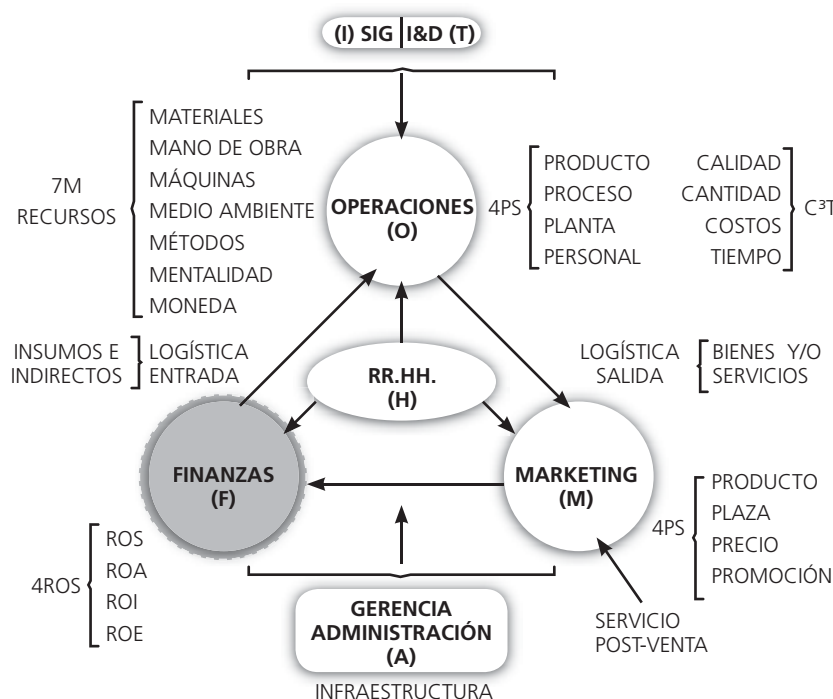 (I) SIG I&D (T)
7M
RECURSOS
MATERIALES
MANO DE OBRA
MÁQUINAS
MEDIO AMBIENTE
MÉTODOS
MENTALIDAD
MONEDA
OPERACIONES
(O)
4PS
PRODUCTO
PROCESO
PLANTA
PERSONAL
CALIDAD
CANTIDAD
COSTOS
TIEMPO
C³T
INSUMOS E
INDIRECTOS
LOGÍSTICA
ENTRADA
RR.HH.
(H)
LOGÍSTICA
SALIDA
BIENES Y/O
SERVICIOS
FINANZAS
(F)
MARKETING
(M)
4PS
PRODUCTO
PLAZA
PRECIO
PROMOCIÓN
4ROS
ROS
ROA
ROI
ROE
GERENCIA
ADMINISTRACIÓN
(A)
INFRAESTRUCTURA
SERVICIO
POST-VENTA